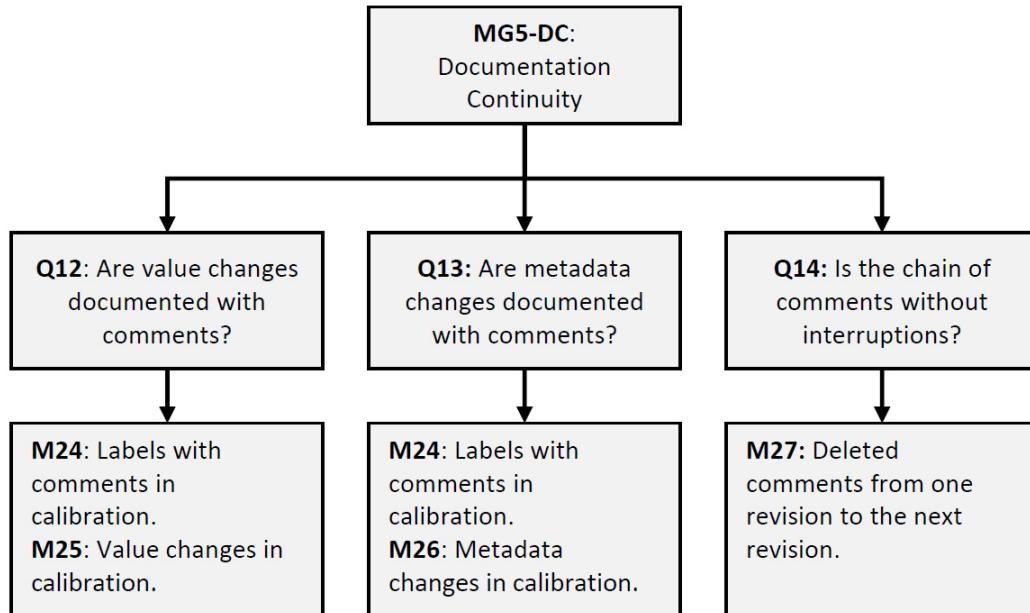 MG5-DC:
Documentation
Continuity
Q12: Are value changes
documented with
comments?
Q13: Are metadata
changes documented
with comments?
Q14: Is the chain of
comments without
interruptions?
M24: Labels with
comments in
calibration.
M25: Value changes in
calibration.
M24: Labels with
comments in
calibration.
M26: Metadata
changes in calibration.
M27: Deleted
comments from one
revision to the next
revision.